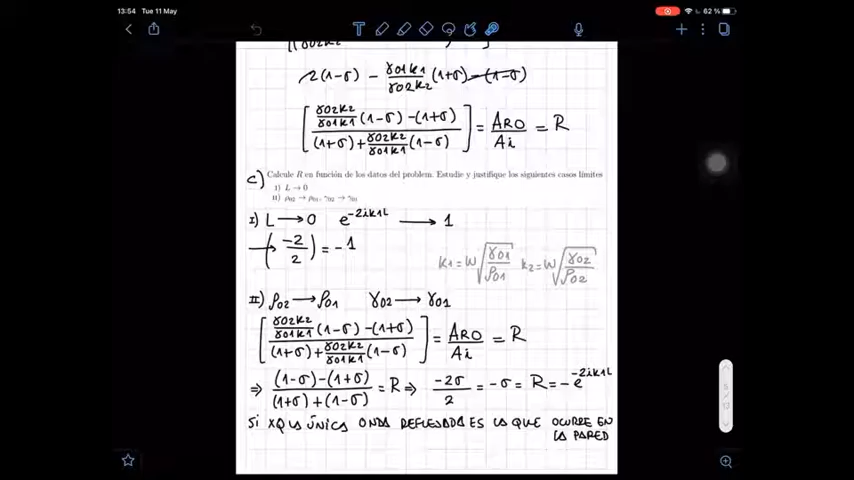 13:54 Tue 11 May
62 %
2(1-σ) - γ01k1/γ02k2 (1+σ) - (1-σ)
[ (γ02k2/γ01k1 (1-σ) - (1+σ)) / ((1+σ) + γ02k2/γ01k1 (1-σ)) ] = ARO/Ai = R
c) Calcule R en función de los datos del problem. Estudie y justifique los siguientes casos límites
I) L → 0
II) ρ02 → ρ01, γ02 → γ01
I) L → 0 e^-2ik1L → 1
→ (-2/2) = -1
k1 = W √(γ01/ρ01) k2 = W √(γ02/ρ02)
II) ρ02 → ρ01 γ02 → γ01
[ (γ02k2/γ01k1 (1-σ) - (1+σ)) / ((1+σ) + γ02k2/γ01k1 (1-σ)) ] = ARO/Ai = R
⇒ ((1-σ) - (1+σ)) / ((1+σ) + (1-σ)) = R ⇒ -2σ/2 = -σ = R = -e^-2ik1L
SI XQ LA ÚNICA ONDA REFLEJADA ES LA QUE OCURRE EN
LA PARED